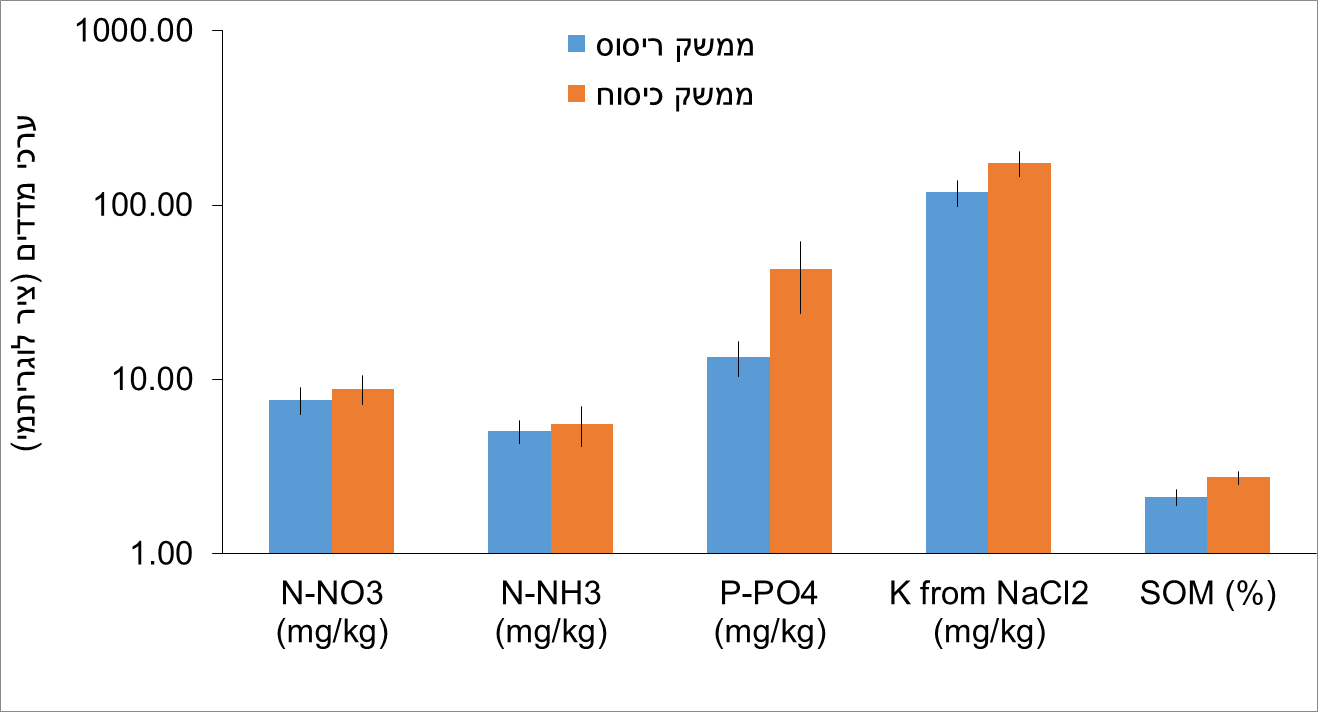 1000.00
100.00
10.00
1.00
ערכי מדדים (ציר לוגריתמי)
ממשק ריסוס
ממשק כיסוח
N-NO3
(mg/kg)
N-NH3
(mg/kg)
P-PO4
(mg/kg)
K from NaCl2
(mg/kg)
SOM (%)